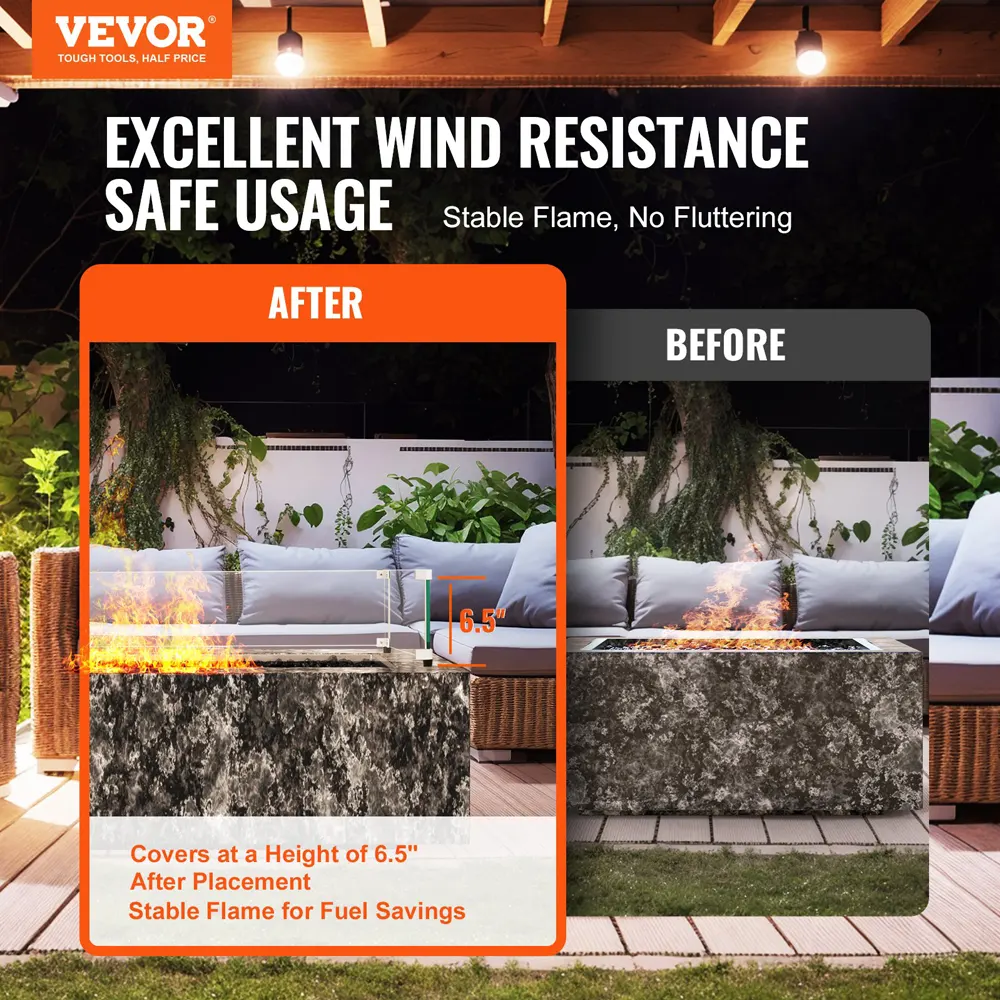 VEVOR®
TOUGH TOOLS, HALF PRICE
EXCELLENT WIND RESISTANCE
SAFE USAGE
Stable Flame, No Fluttering
AFTER
BEFORE
6.5"
Covers at a Height of 6.5"
After Placement
Stable Flame for Fuel Savings